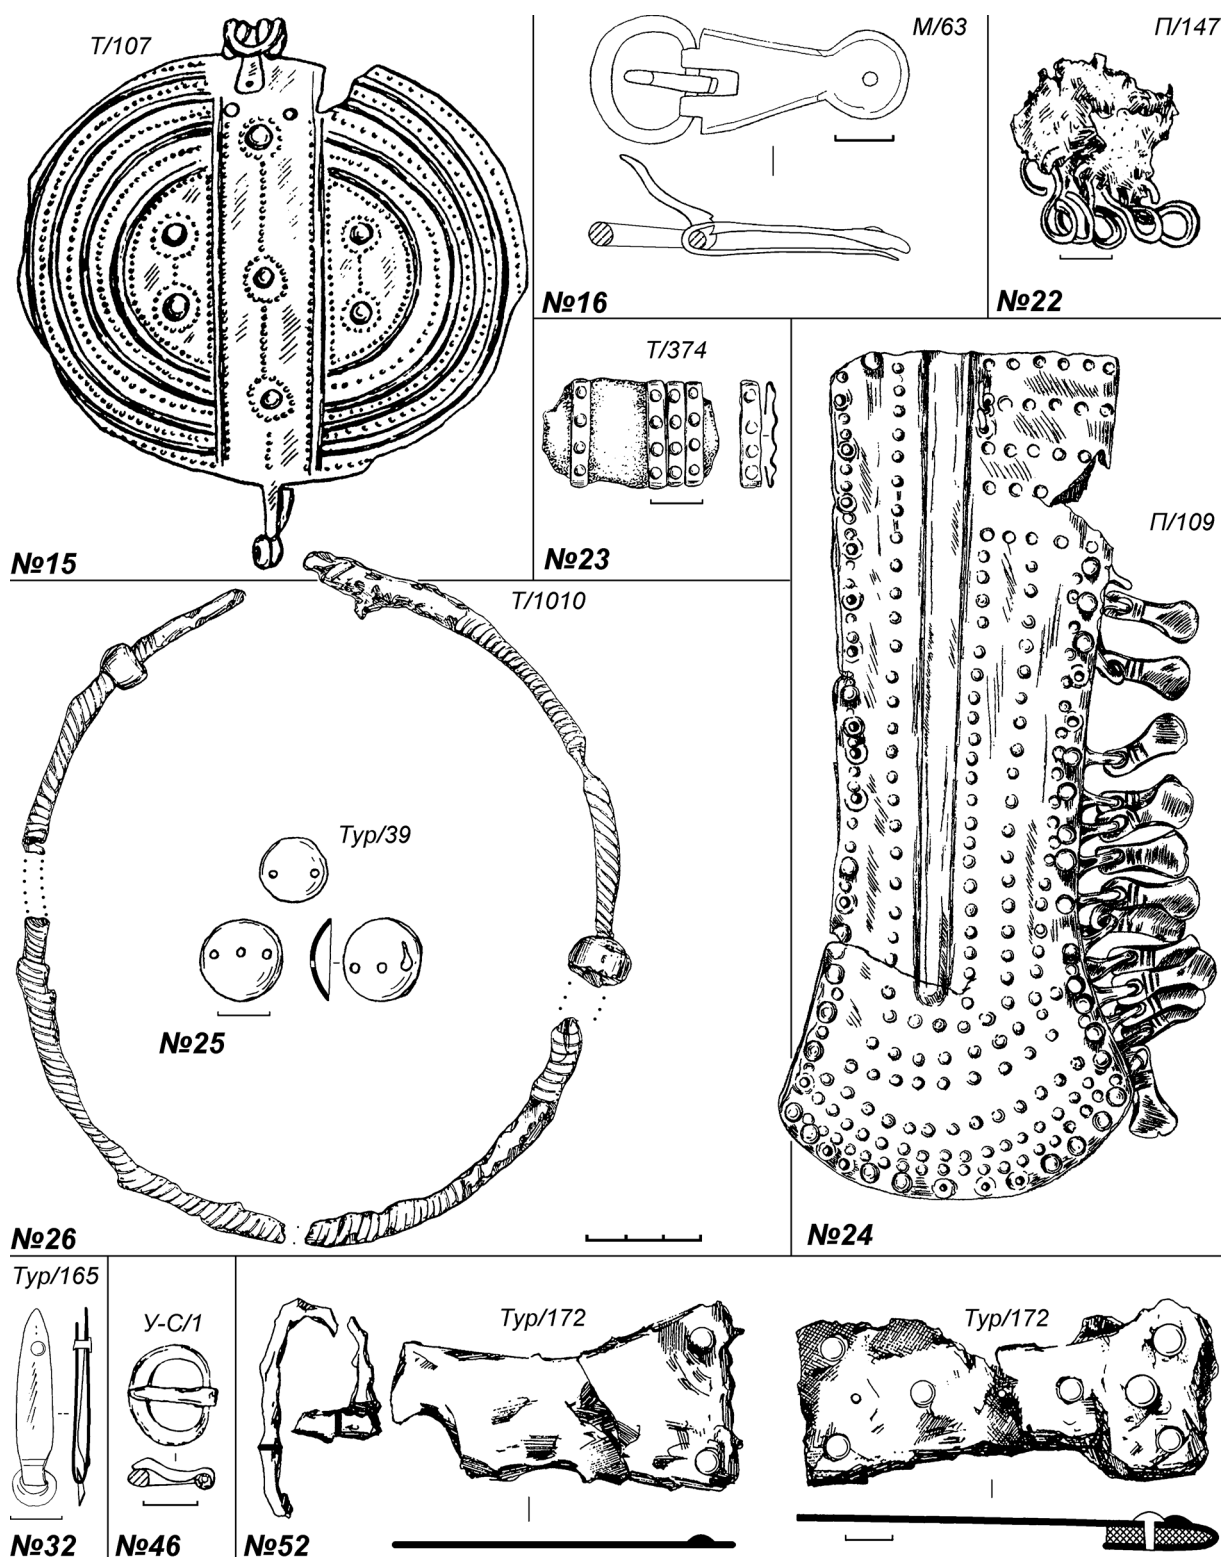 Т/107
№15
М/63
№16
П/147
№22
Т/374
№23
П/109
№24
Т/1010
Тур/39
№25
№26
Тур/165
№32
У-С/1
№46
Тур/172
Тур/172
№52